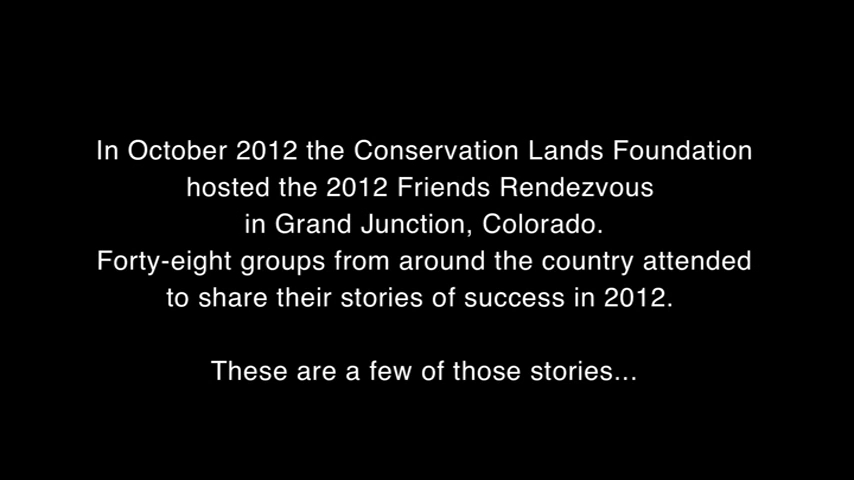 In October 2012 the Conservation Lands Foundation
hosted the 2012 Friends Rendezvous
in Grand Junction, Colorado.
Forty-eight groups from around the country attended
to share their stories of success in 2012.
These are a few of those stories...